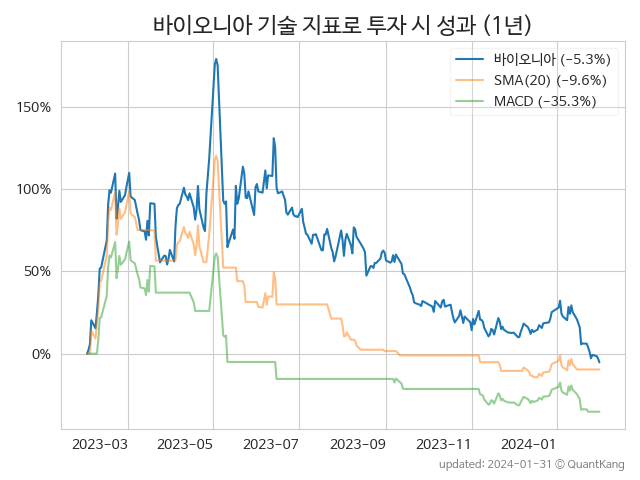 바이오니아 기술 지표로 투자 시 성과 (1년)
바이오니아 (−5.3%)
SMA(20) (−9.6%)
MACD (−35.3%)
150%
100%
50%
0%
2023-03 2023-05 2023-07 2023-09 2023-11 2024-01
updated: 2024-01-31 © QuantKang